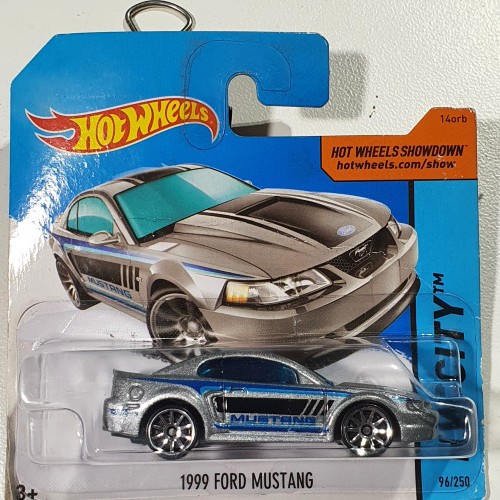 HOT WHEELS
14orb
HOT WHEELS SHOWDOWN™
hotwheels.com/show
MUSTANG
CITY™
MUSTANG
3+
1999 FORD MUSTANG
96/250